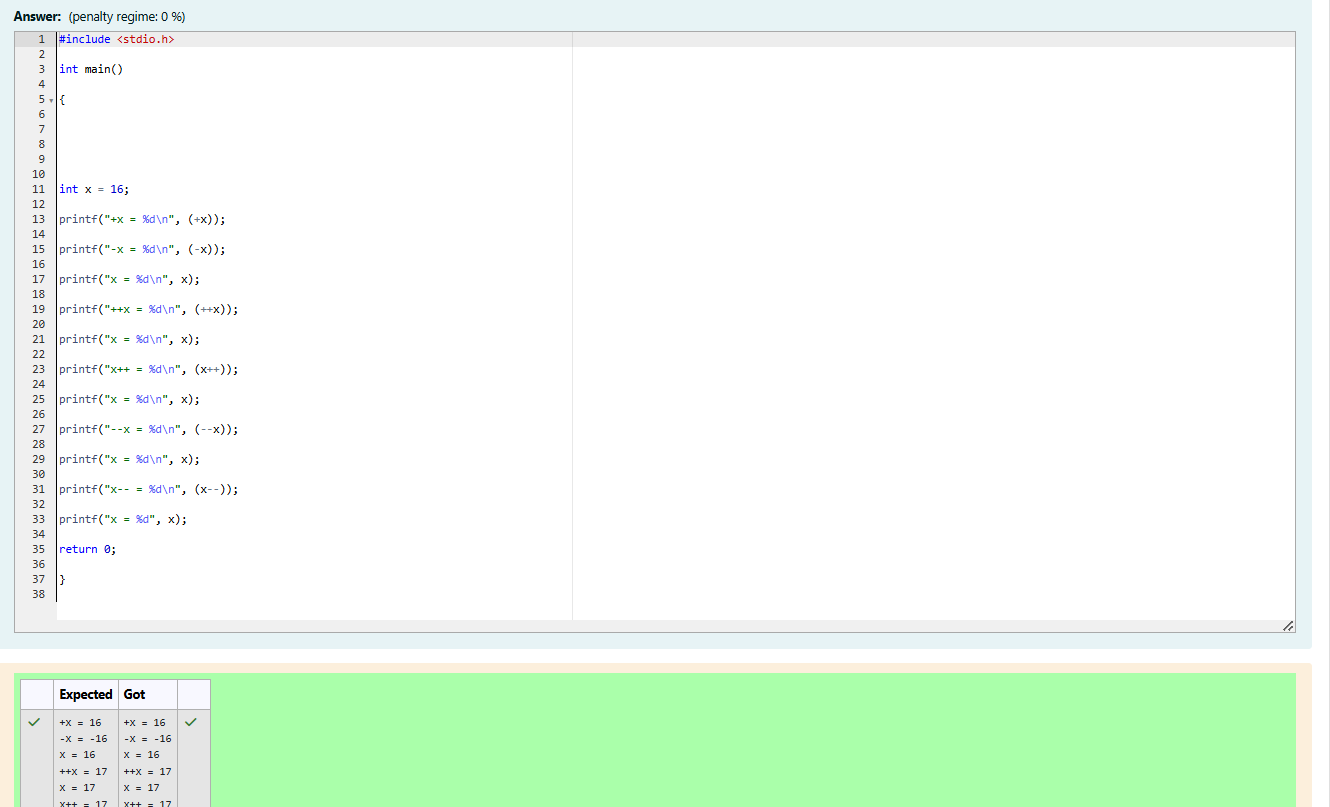 Answer: (penalty regime: 0 %)
1 #include <stdio.h>
2
3 int main()
4
5 {
6
7
8
9
10
11 int x = 16;
12
13 printf("+x = %d\n", (+x));
14
15 printf("-x = %d\n", (-x));
16
17 printf("x = %d\n", x);
18
19 printf("++x = %d\n", (++x));
20
21 printf("x = %d\n", x);
22
23 printf("x++ = %d\n", (x++));
24
25 printf("x = %d\n", x);
26
27 printf("--x = %d\n", (--x));
28
29 printf("x = %d\n", x);
30
31 printf("x-- = %d\n", (x--));
32
33 printf("x = %d", x);
34
35 return 0;
36
37 }
38
Expected Got
+x = 16 +x = 16
-x = -16 -x = -16
x = 16 x = 16
++x = 17 ++x = 17
x = 17 x = 17
x++ = 17 x++ = 17